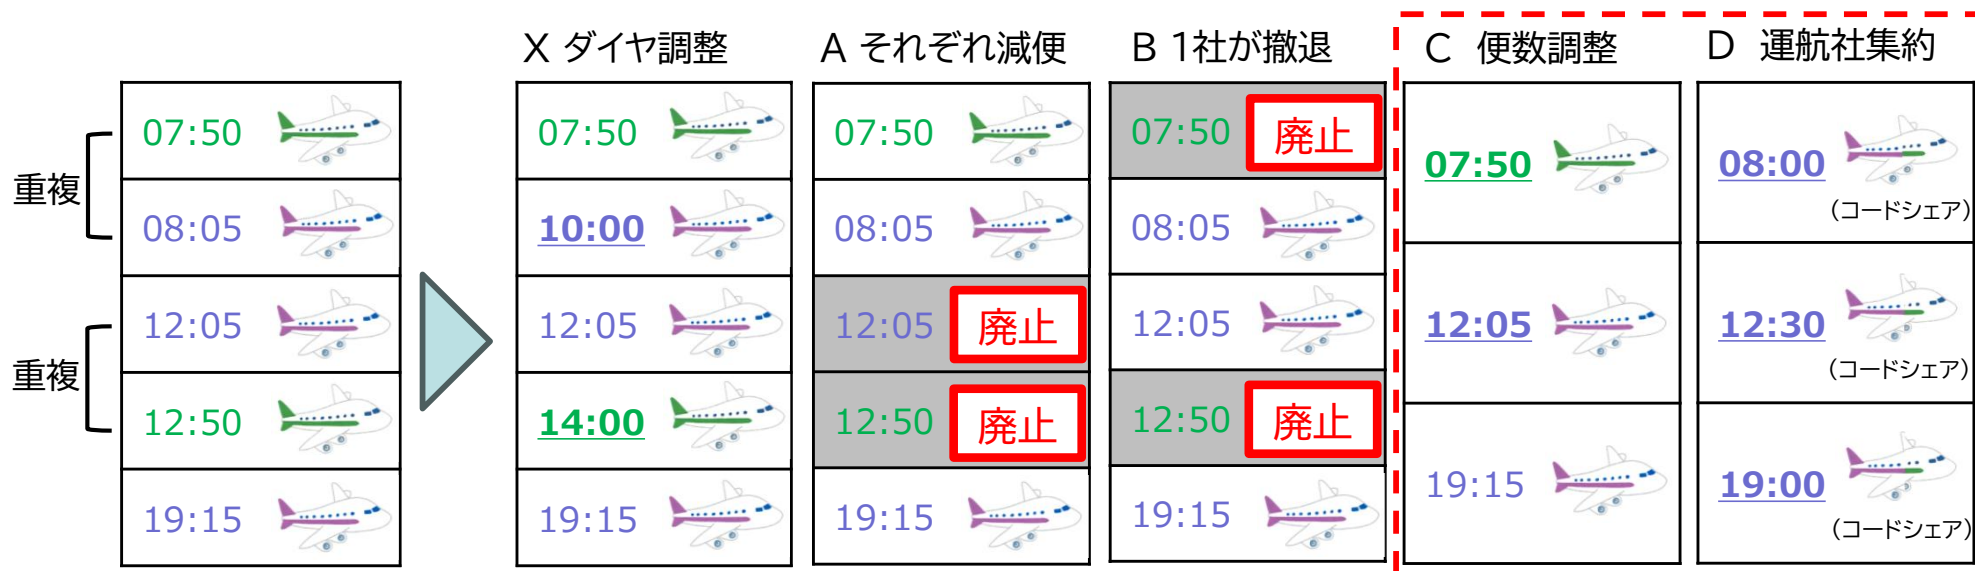 重複
重複
07:50
08:05
12:05
12:50
19:15
X ダイヤ調整
07:50
10:00
12:05
14:00
19:15
A それぞれ減便
07:50
08:05
12:05 廃止
12:50 廃止
19:15
B 1社が撤退
07:50 廃止
08:05
12:05
12:50 廃止
19:15
C 便数調整
07:50
12:05
19:15
D 運航社集約
08:00
(コードシェア)
12:30
(コードシェア)
19:00
(コードシェア)